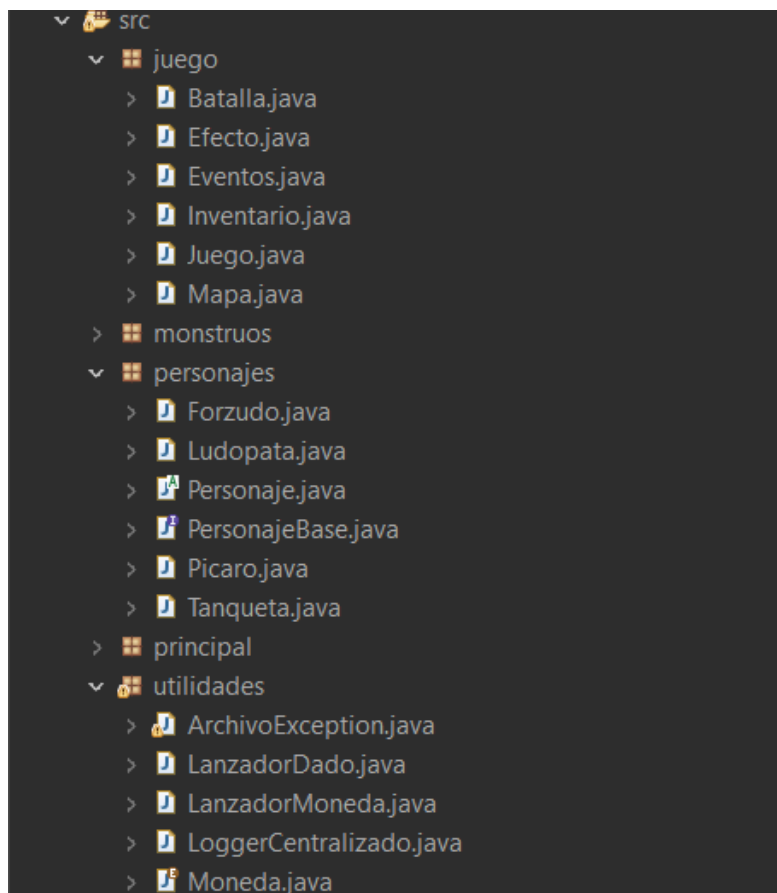 src
juego
Batalla.java
Efecto.java
Eventos.java
Inventario.java
Juego.java
Mapa.java
monstruos
personajes
Forzudo.java
Ludopata.java
Personaje.java
PersonajeBase.java
Picaro.java
Tanqueta.java
principal
utilidades
ArchivoException.java
LanzadorDado.java
LanzadorMoneda.java
LoggerCentralizado.java
Moneda.java